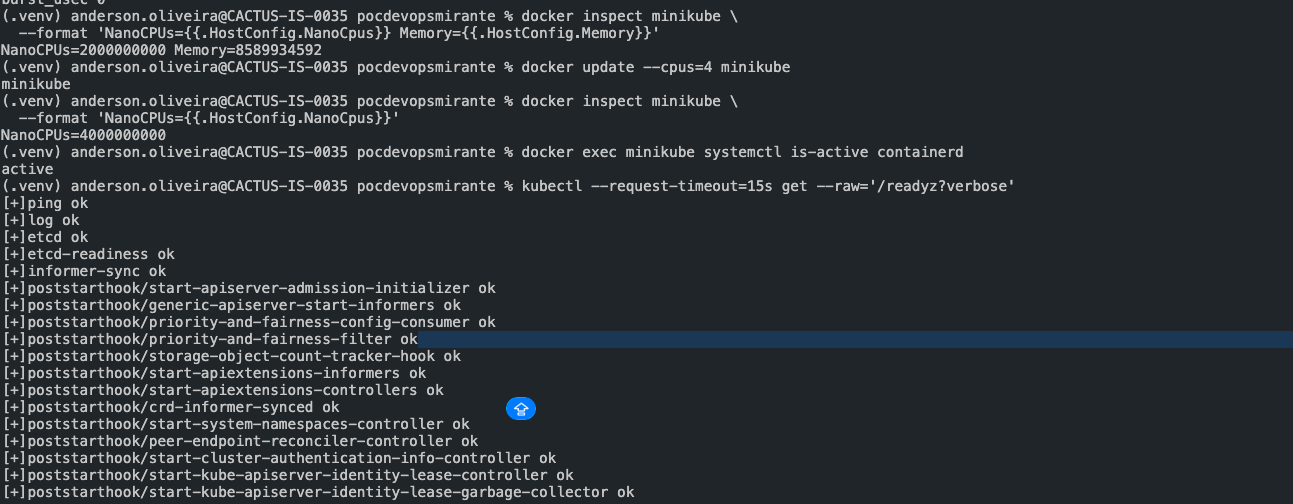 burst_usec 0
(.venv) anderson.oliveira@CACTUS-IS-0035 pocdevopsmirante % docker inspect minikube \
  --format 'NanoCPUs={{.HostConfig.NanoCpus}} Memory={{.HostConfig.Memory}}'
NanoCPUs=2000000000 Memory=8589934592
(.venv) anderson.oliveira@CACTUS-IS-0035 pocdevopsmirante % docker update --cpus=4 minikube
minikube
(.venv) anderson.oliveira@CACTUS-IS-0035 pocdevopsmirante % docker inspect minikube \
  --format 'NanoCPUs={{.HostConfig.NanoCpus}}'
NanoCPUs=4000000000
(.venv) anderson.oliveira@CACTUS-IS-0035 pocdevopsmirante % docker exec minikube systemctl is-active containerd
active
(.venv) anderson.oliveira@CACTUS-IS-0035 pocdevopsmirante % kubectl --request-timeout=15s get --raw='/readyz?verbose'
[+]ping ok
[+]log ok
[+]etcd ok
[+]etcd-readiness ok
[+]informer-sync ok
[+]poststarthook/start-apiserver-admission-initializer ok
[+]poststarthook/generic-apiserver-start-informers ok
[+]poststarthook/priority-and-fairness-config-consumer ok
[+]poststarthook/priority-and-fairness-filter ok
[+]poststarthook/storage-object-count-tracker-hook ok
[+]poststarthook/start-apiextensions-informers ok
[+]poststarthook/start-apiextensions-controllers ok
[+]poststarthook/crd-informer-synced ok
[+]poststarthook/start-system-namespaces-controller ok
[+]poststarthook/peer-endpoint-reconciler-controller ok
[+]poststarthook/start-cluster-authentication-info-controller ok
[+]poststarthook/start-kube-apiserver-identity-lease-controller ok
[+]poststarthook/start-kube-apiserver-identity-lease-garbage-collector ok